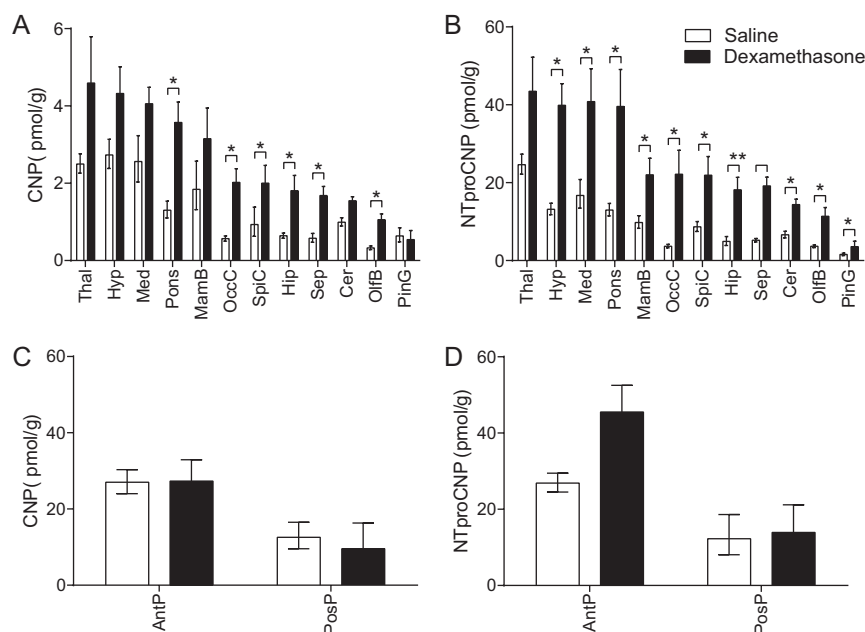 A
CNP( pmol/g)
6
4
2
0
*
*
*
*
*
*
Thal
Hyp
Med
Pons
MamB
OccC
SpiC
Hip
Sep
Cer
OlfB
PinG
B
Saline
Dexamethasone
NTproCNP (pmol/g)
60
40
20
0
*
*
*
*
*
*
**
*
*
*
Thal
Hyp
Med
Pons
MamB
OccC
SpiC
Hip
Sep
Cer
OlfB
PinG
C
CNP( pmol/g)
60
40
20
0
AntP
PosP
D
NTproCNP (pmol/g)
60
40
20
0
AntP
PosP